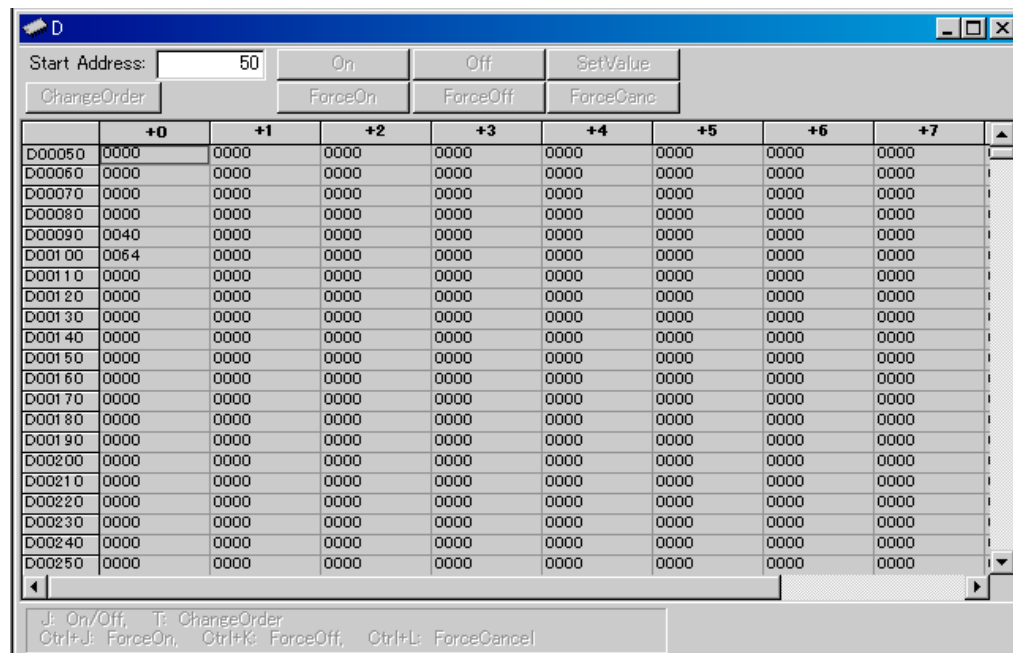 D
Start Address: 50 On Off SetValue
ChangeOrder ForceOn ForceOff ForceCanc
+0 +1 +2 +3 +4 +5 +6 +7
D00050 0000 0000 0000 0000 0000 0000 0000 0000
D00060 0000 0000 0000 0000 0000 0000 0000 0000
D00070 0000 0000 0000 0000 0000 0000 0000 0000
D00080 0000 0000 0000 0000 0000 0000 0000 0000
D00090 0040 0000 0000 0000 0000 0000 0000 0000
D00100 0064 0000 0000 0000 0000 0000 0000 0000
D00110 0000 0000 0000 0000 0000 0000 0000 0000
D00120 0000 0000 0000 0000 0000 0000 0000 0000
D00130 0000 0000 0000 0000 0000 0000 0000 0000
D00140 0000 0000 0000 0000 0000 0000 0000 0000
D00150 0000 0000 0000 0000 0000 0000 0000 0000
D00160 0000 0000 0000 0000 0000 0000 0000 0000
D00170 0000 0000 0000 0000 0000 0000 0000 0000
D00180 0000 0000 0000 0000 0000 0000 0000 0000
D00190 0000 0000 0000 0000 0000 0000 0000 0000
D00200 0000 0000 0000 0000 0000 0000 0000 0000
D00210 0000 0000 0000 0000 0000 0000 0000 0000
D00220 0000 0000 0000 0000 0000 0000 0000 0000
D00230 0000 0000 0000 0000 0000 0000 0000 0000
D00240 0000 0000 0000 0000 0000 0000 0000 0000
D00250 0000 0000 0000 0000 0000 0000 0000 0000
J: On/Off, T: ChangeOrder
Ctrl+J: ForceOn, Ctrl+K: ForceOff, Ctrl+L: ForceCancel